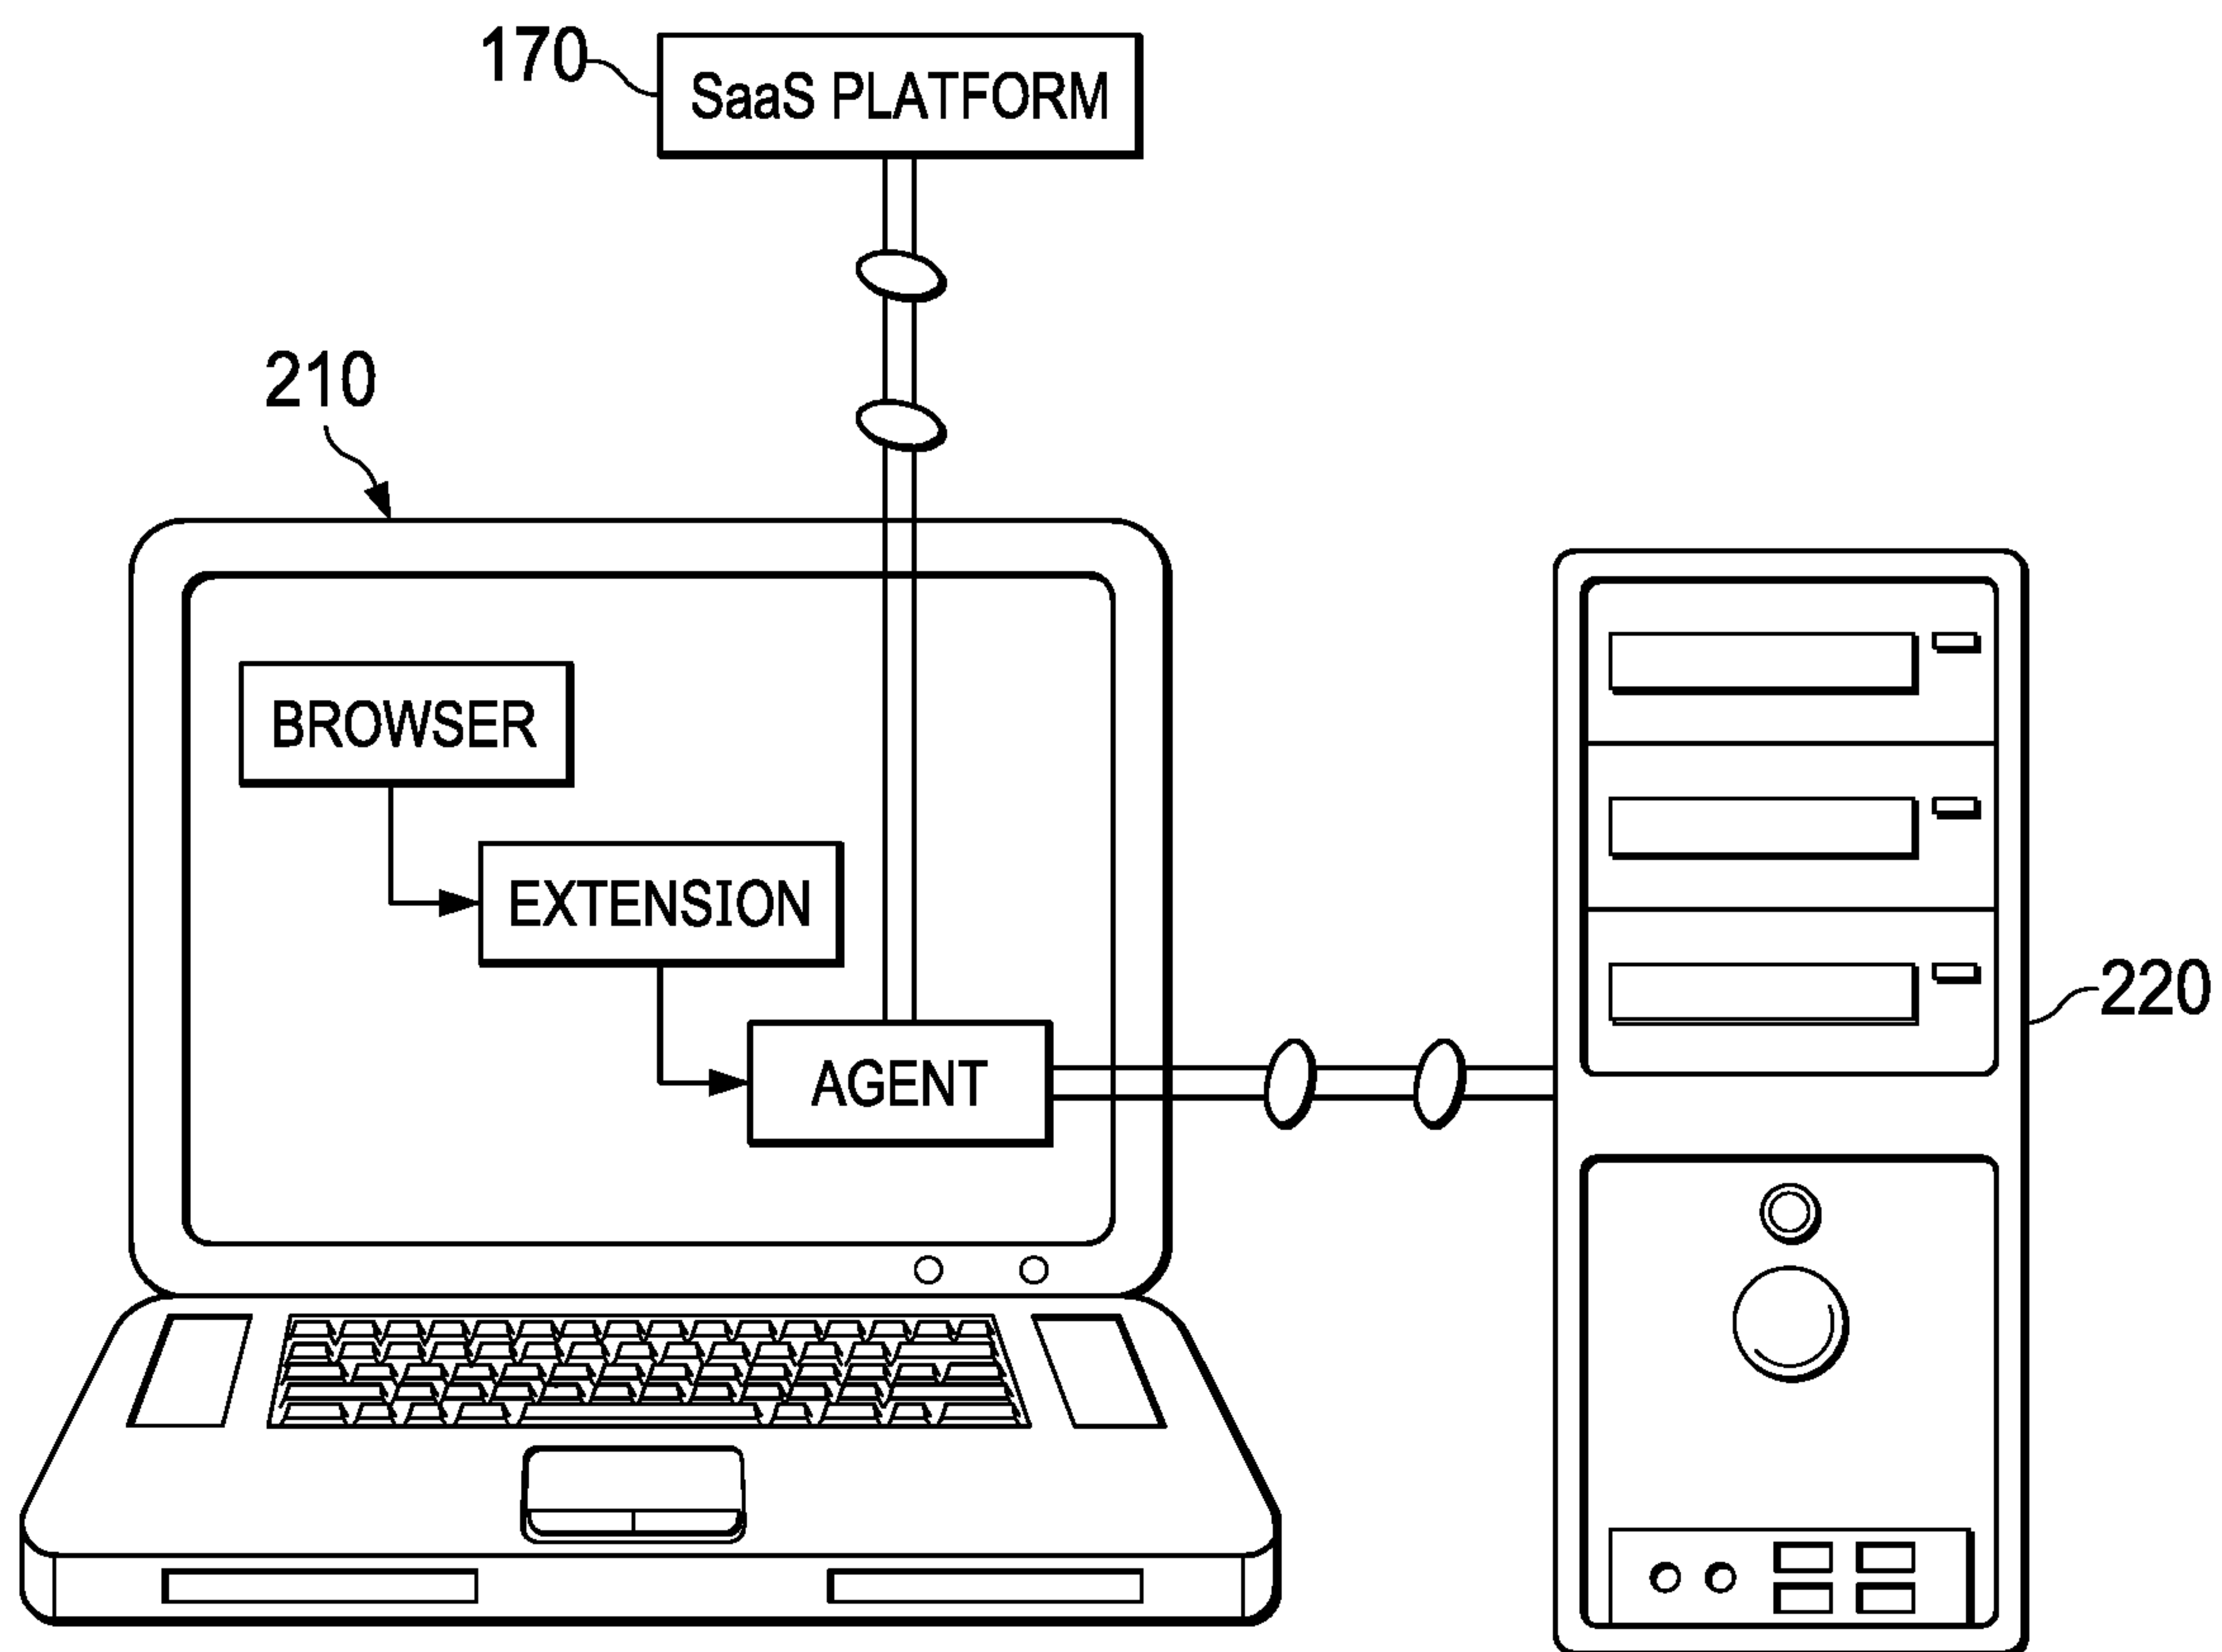 170
SaaS PLATFORM
210
BROWSER
EXTENSION
220
AGENT